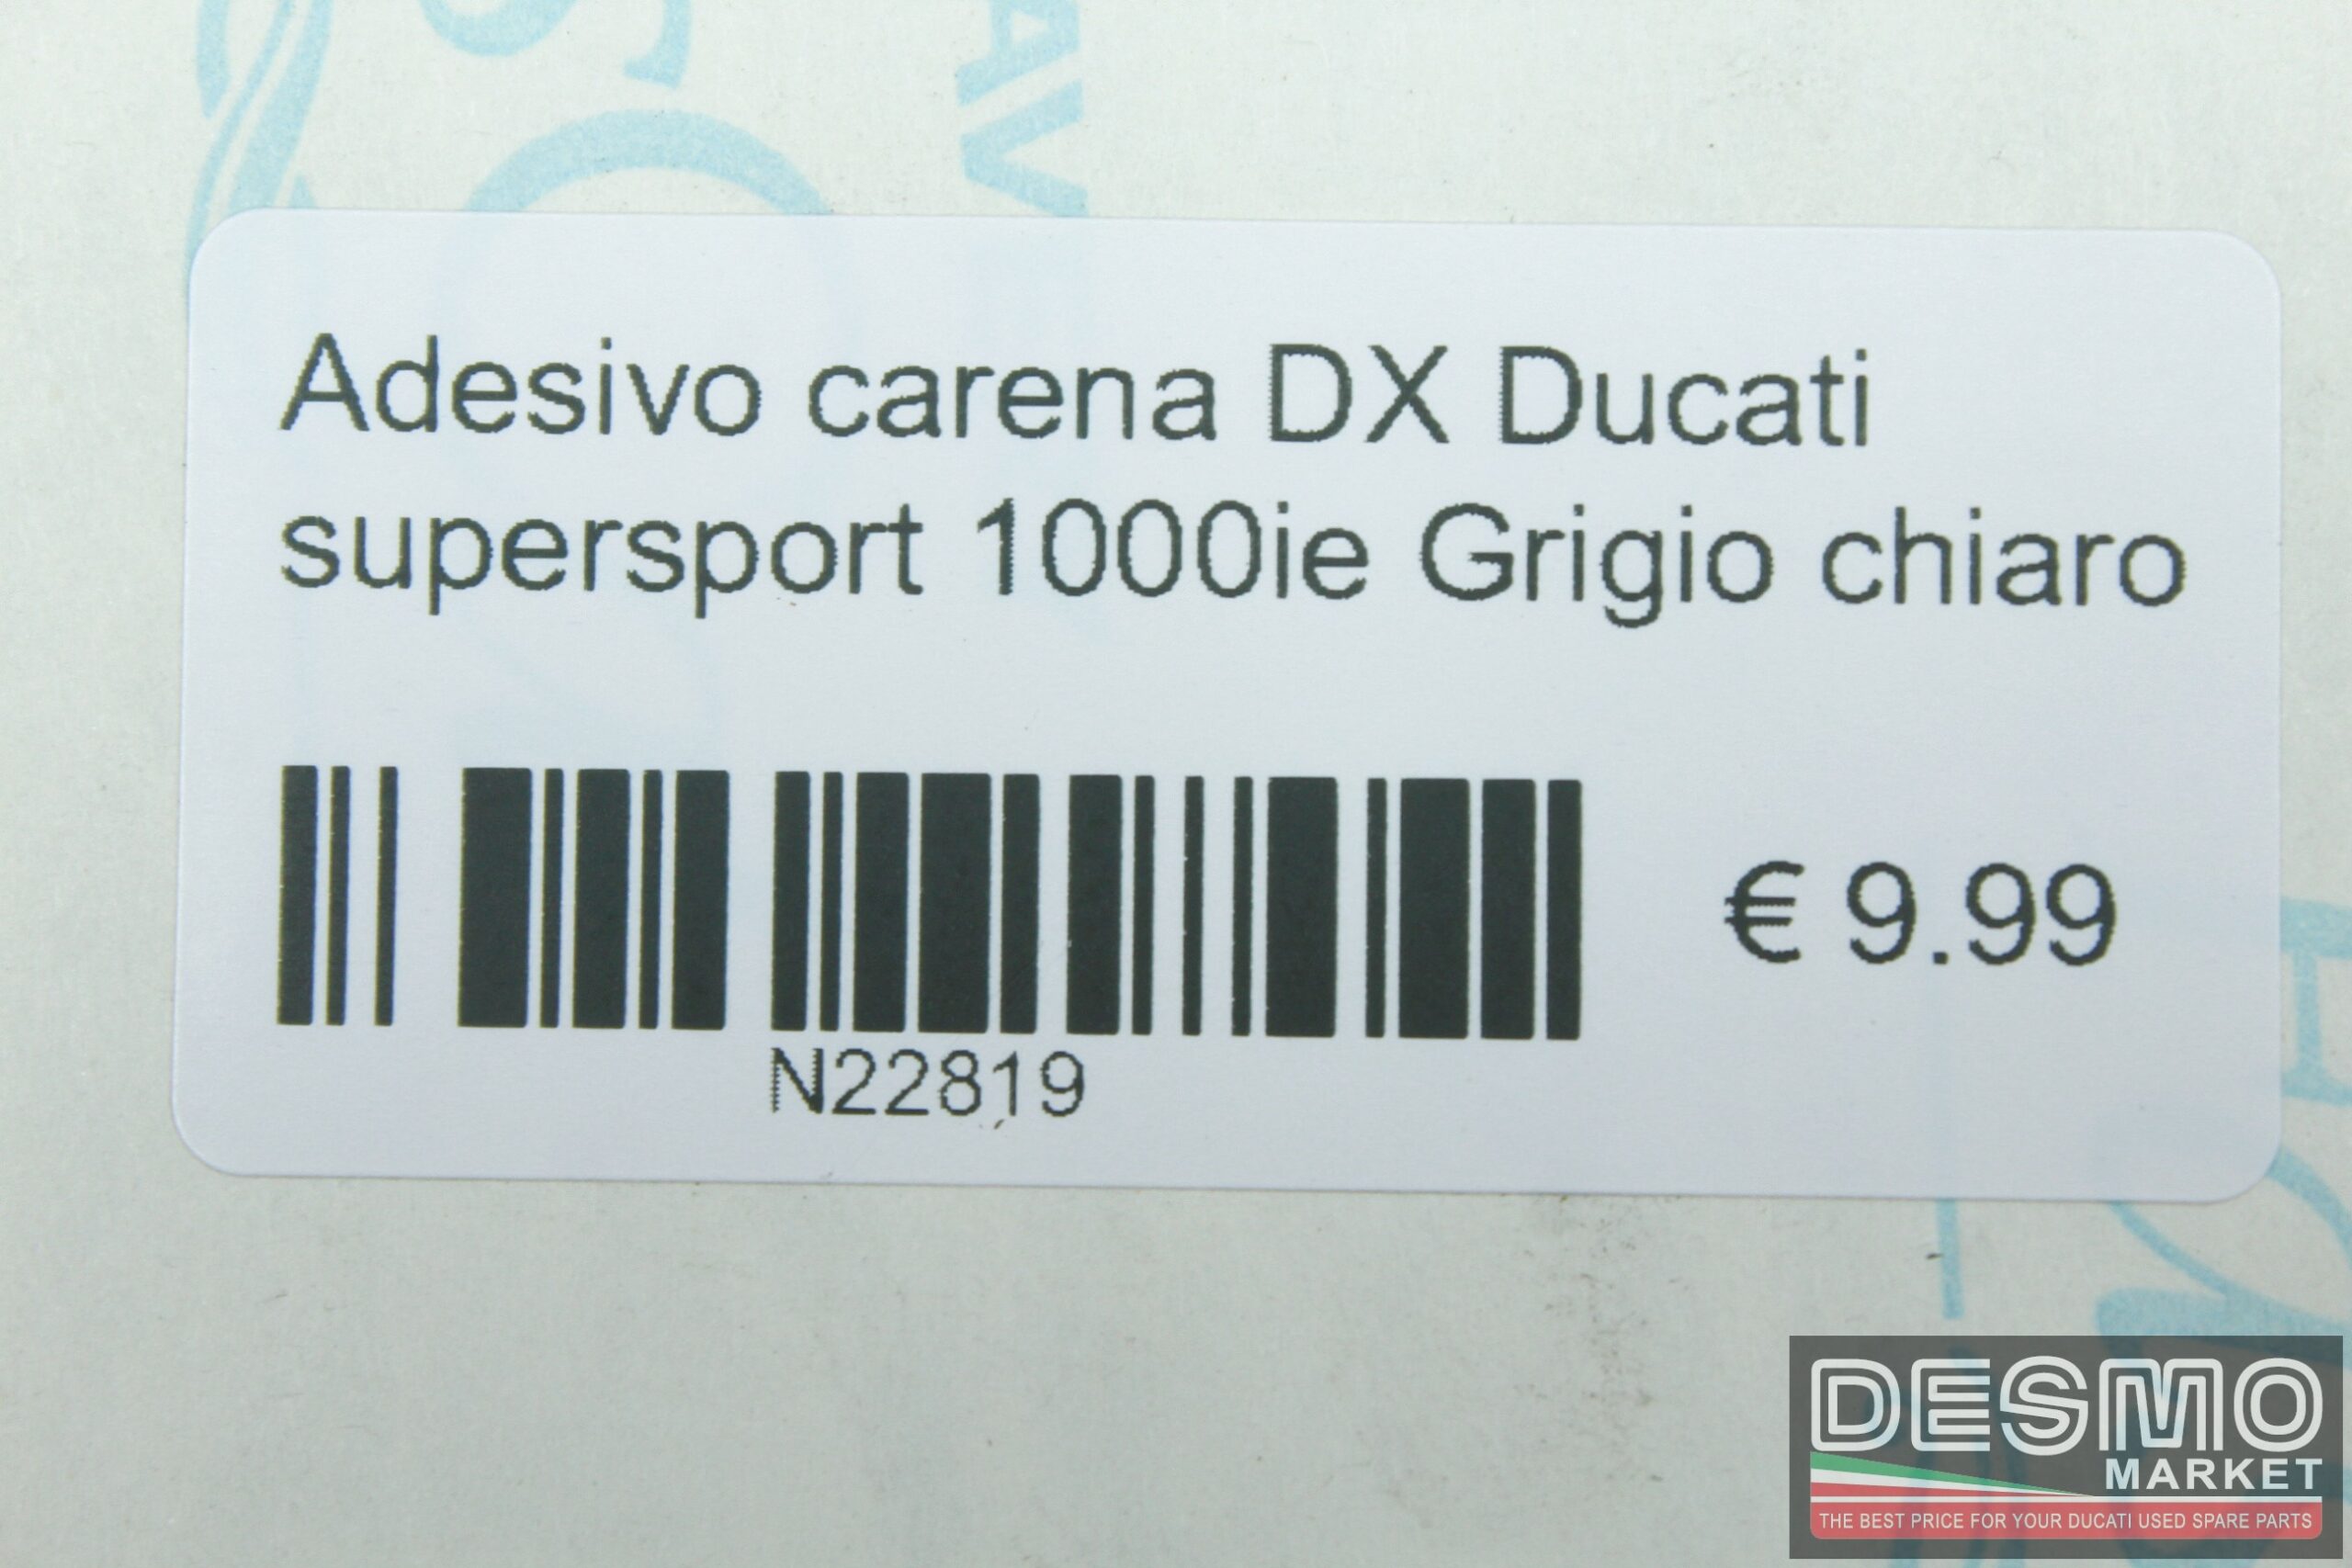 AV
Adesivo carena DX Ducati
supersport 1000ie Grigio chiaro
N22819
€ 9.99
DESMO
MARKET
THE BEST PRICE FOR YOUR DUCATI USED SPARE PARTS